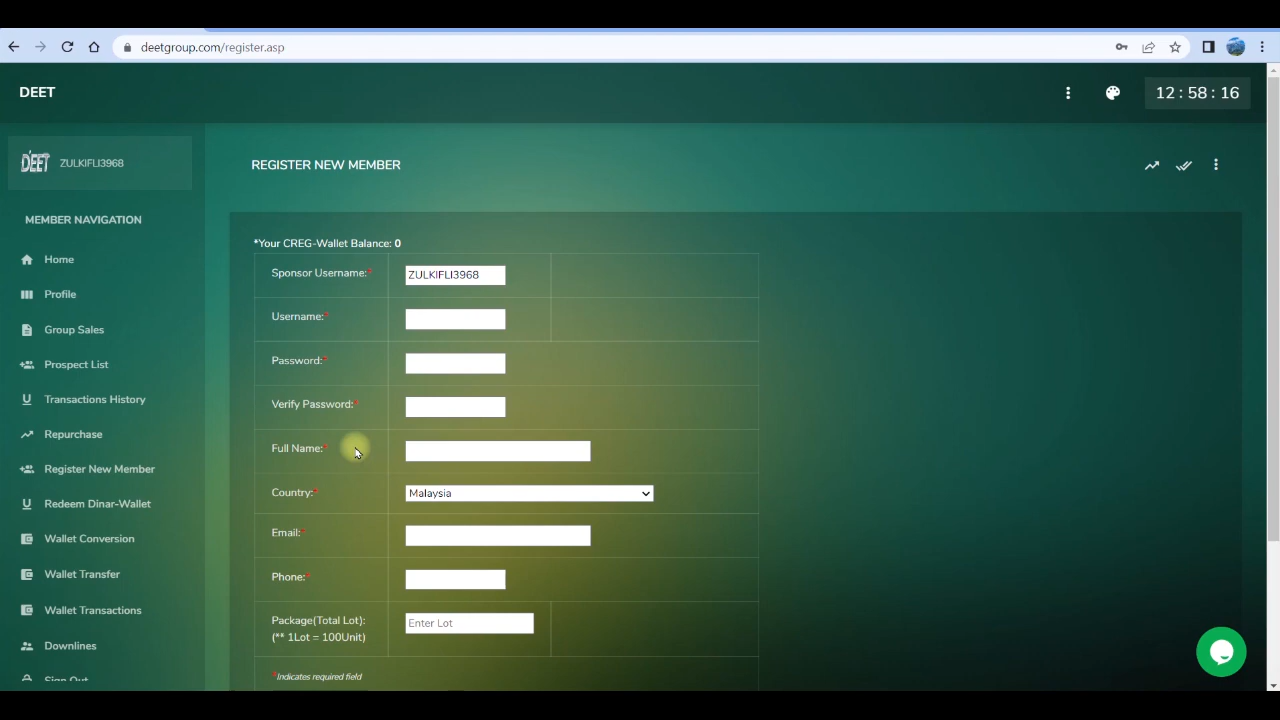 deetgroup.com/register.asp
DEET
12 : 58 : 16
DEET ZULKIFLI3968
REGISTER NEW MEMBER
MEMBER NAVIGATION
Home
Profile
Group Sales
Prospect List
Transactions History
Repurchase
Register New Member
Redeem Dinar-Wallet
Wallet Conversion
Wallet Transfer
Wallet Transactions
Downlines
Sign Out
*Your CREG-Wallet Balance: 0
Sponsor Username:* ZULKIFLI3968
Username:*
Password:*
Verify Password:*
Full Name:*
Country:* Malaysia
Email:*
Phone:*
Package(Total Lot): Enter Lot
(** 1Lot = 100Unit)
*Indicates required field